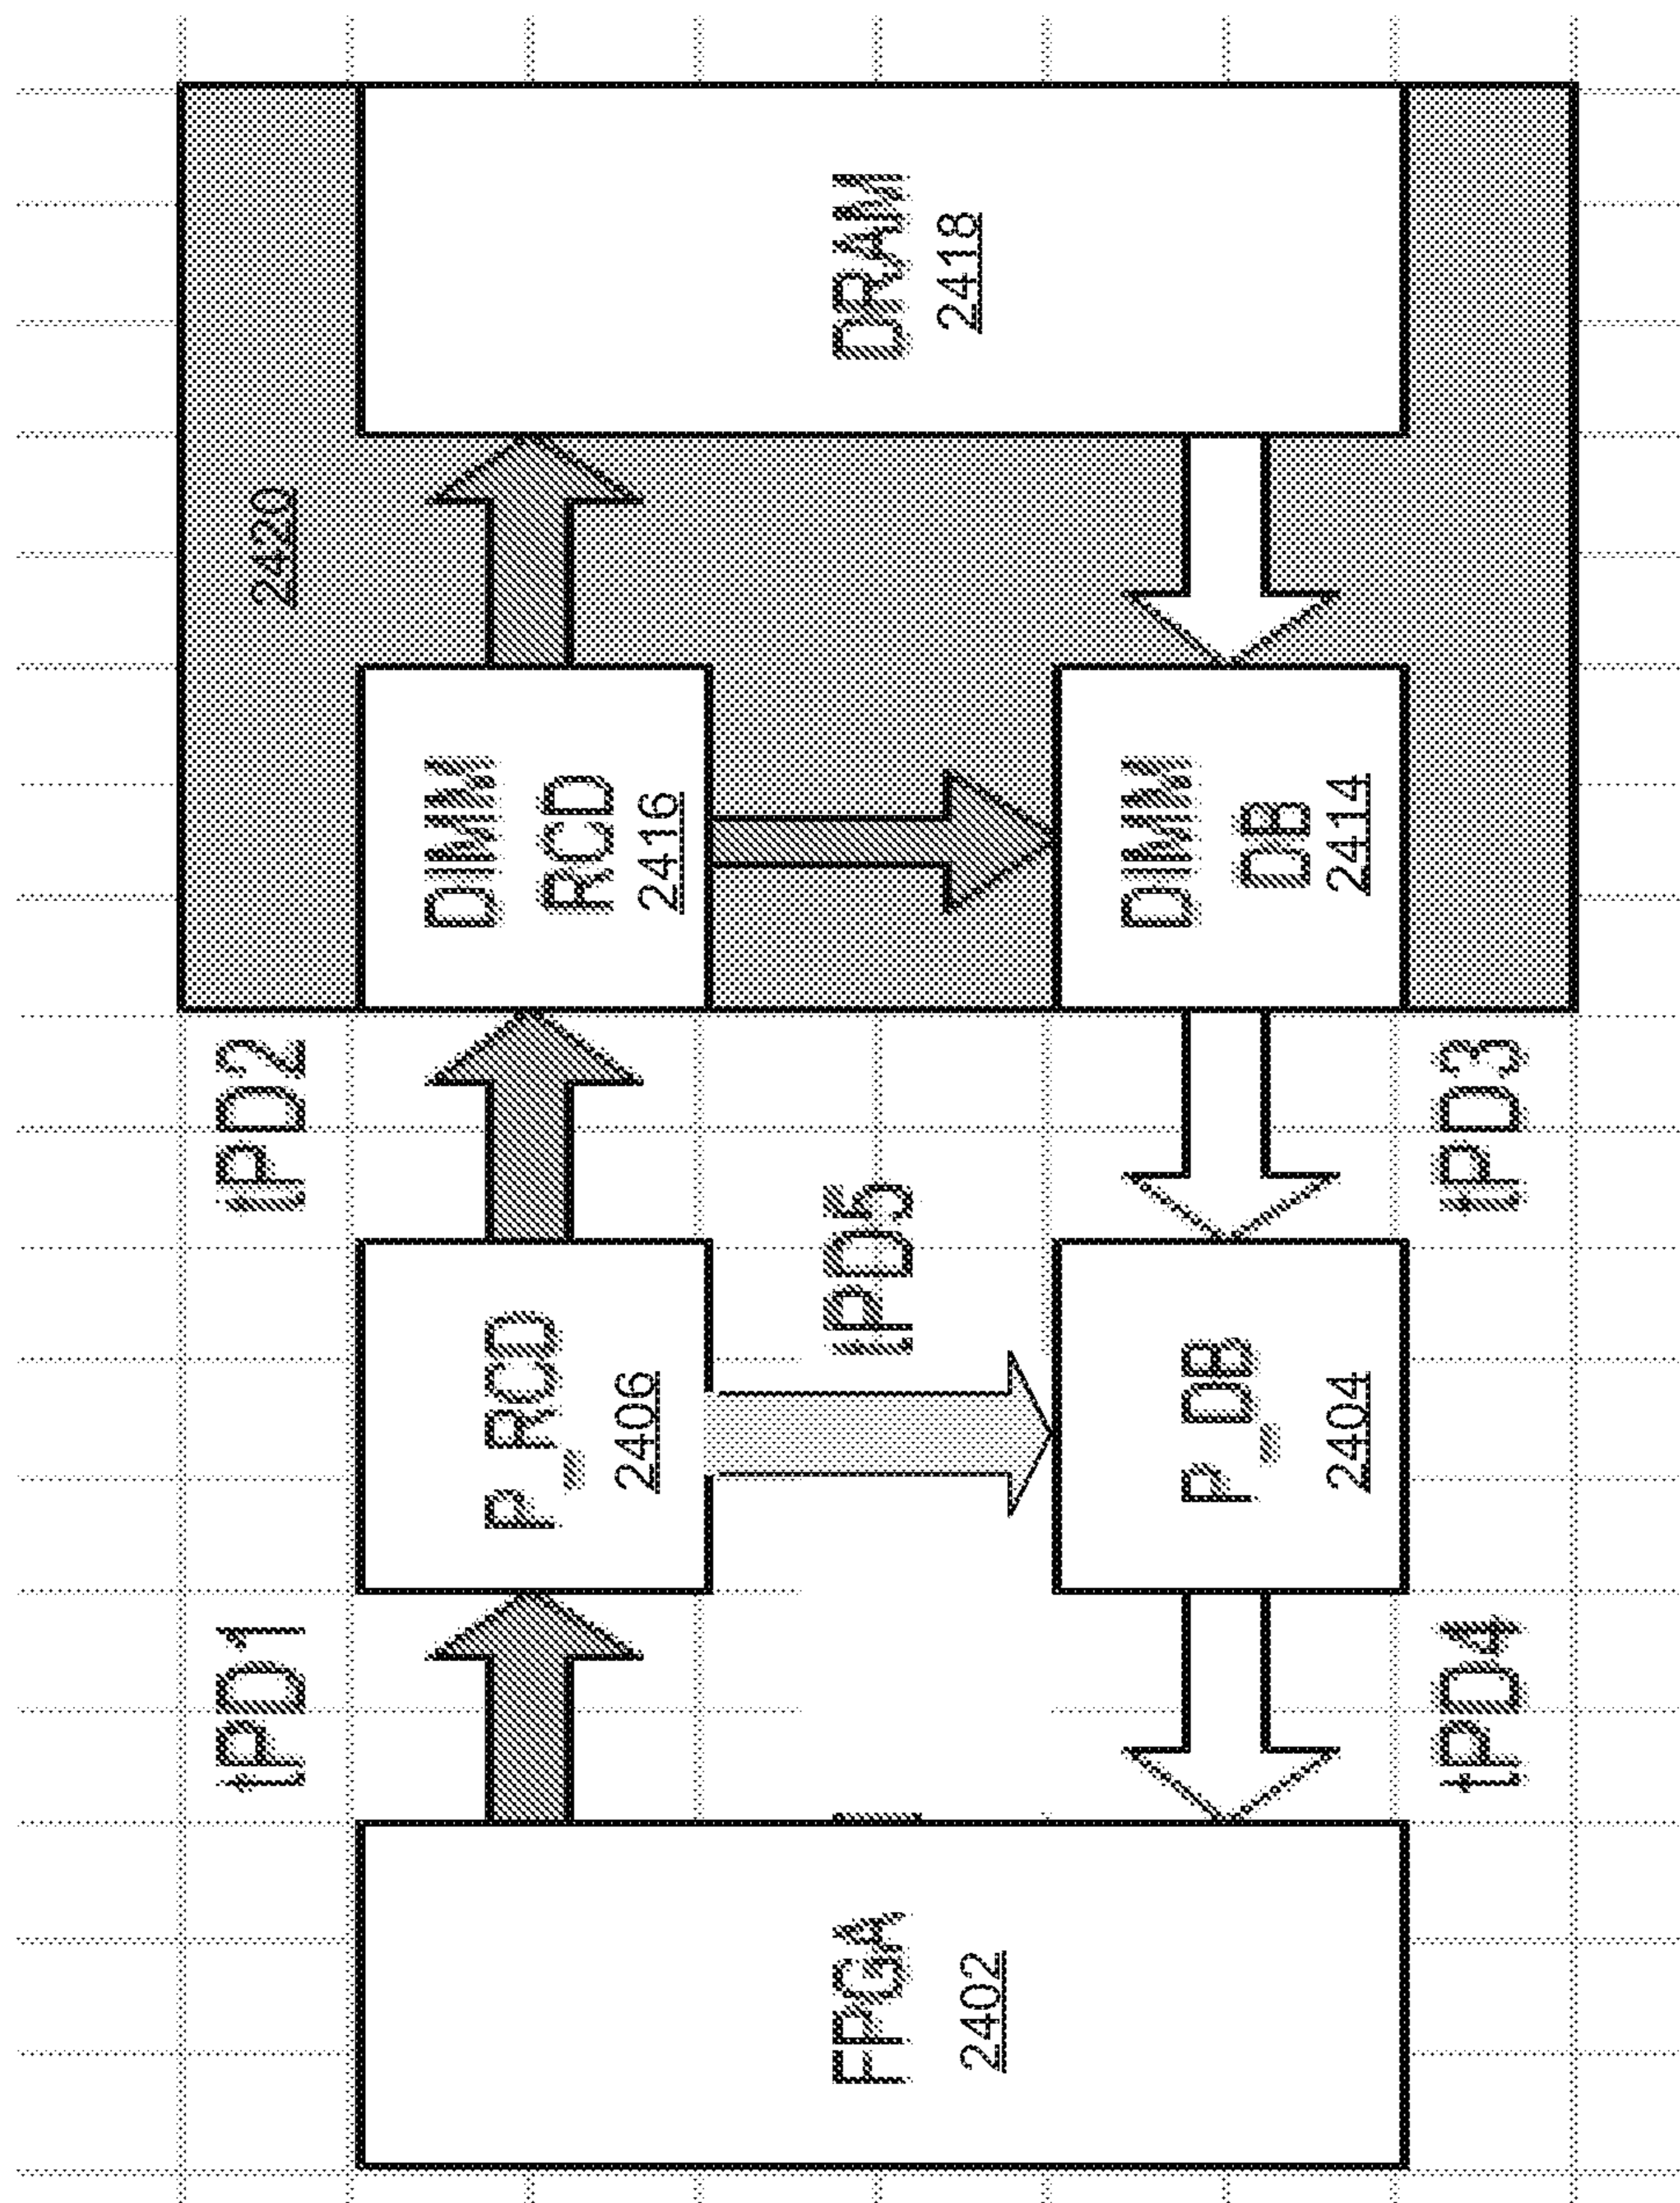 tPD1
tPD2
2420
FPGA
2402
P_RCD
2406
DIMM
RCD
2416
DRAM
2418
tPD5
P_DB
2404
DIMM
DB
2414
tPD4
tPD3